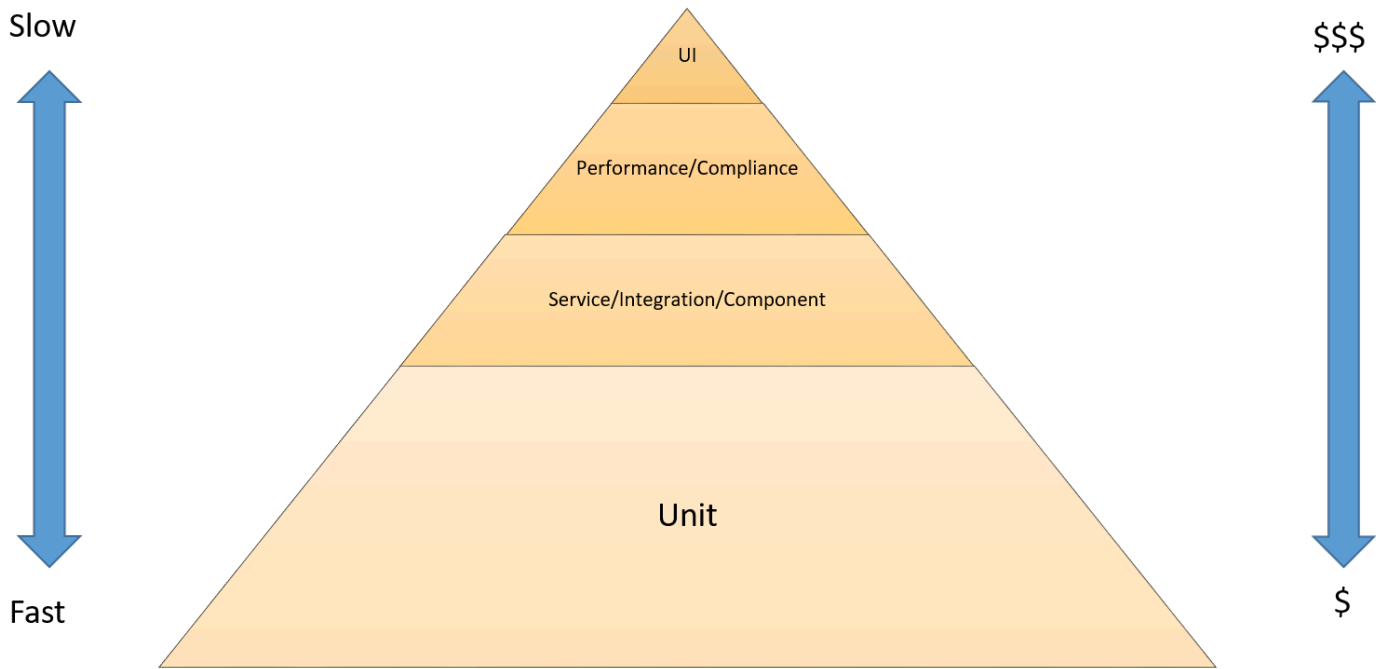 Slow
$$$
UI
Performance/Compliance
Service/Integration/Component
Unit
Fast
$